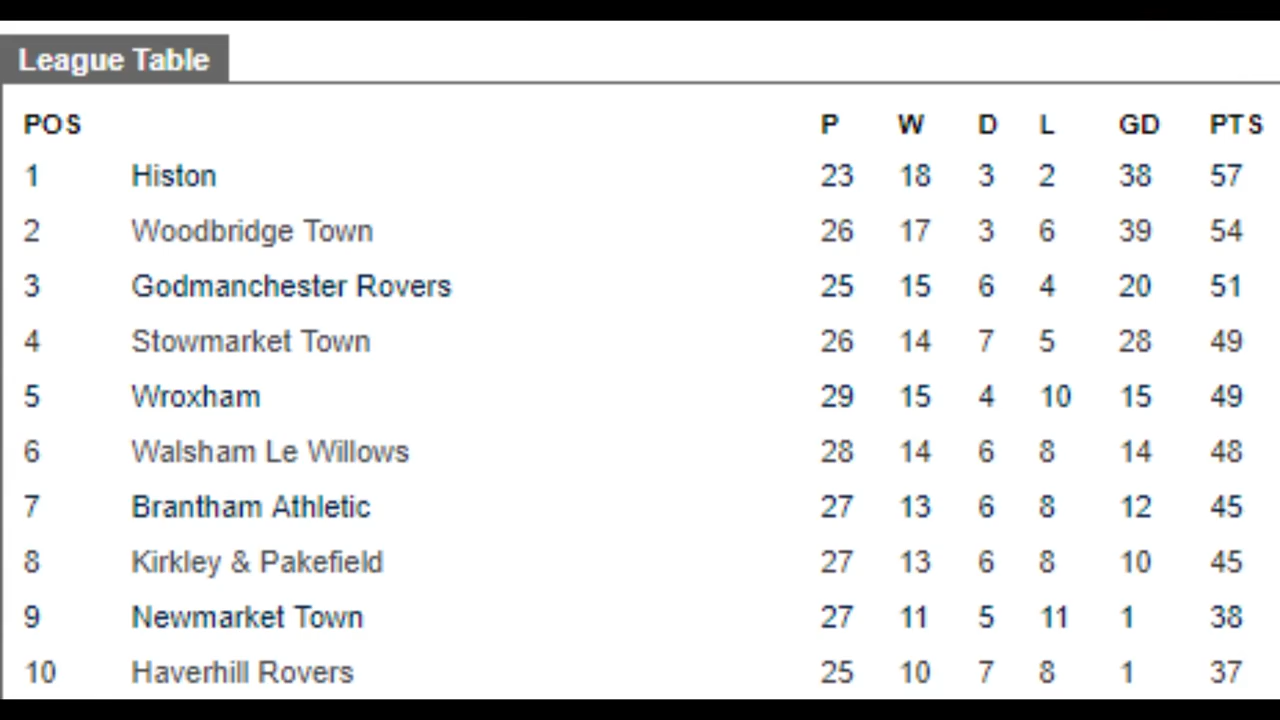 League Table
POS P W D L GD PTS
1 Histon 23 18 3 2 38 57
2 Woodbridge Town 26 17 3 6 39 54
3 Godmanchester Rovers 25 15 6 4 20 51
4 Stowmarket Town 26 14 7 5 28 49
5 Wroxham 29 15 4 10 15 49
6 Walsham Le Willows 28 14 6 8 14 48
7 Brantham Athletic 27 13 6 8 12 45
8 Kirkley & Pakefield 27 13 6 8 10 45
9 Newmarket Town 27 11 5 11 1 38
10 Haverhill Rovers 25 10 7 8 1 37